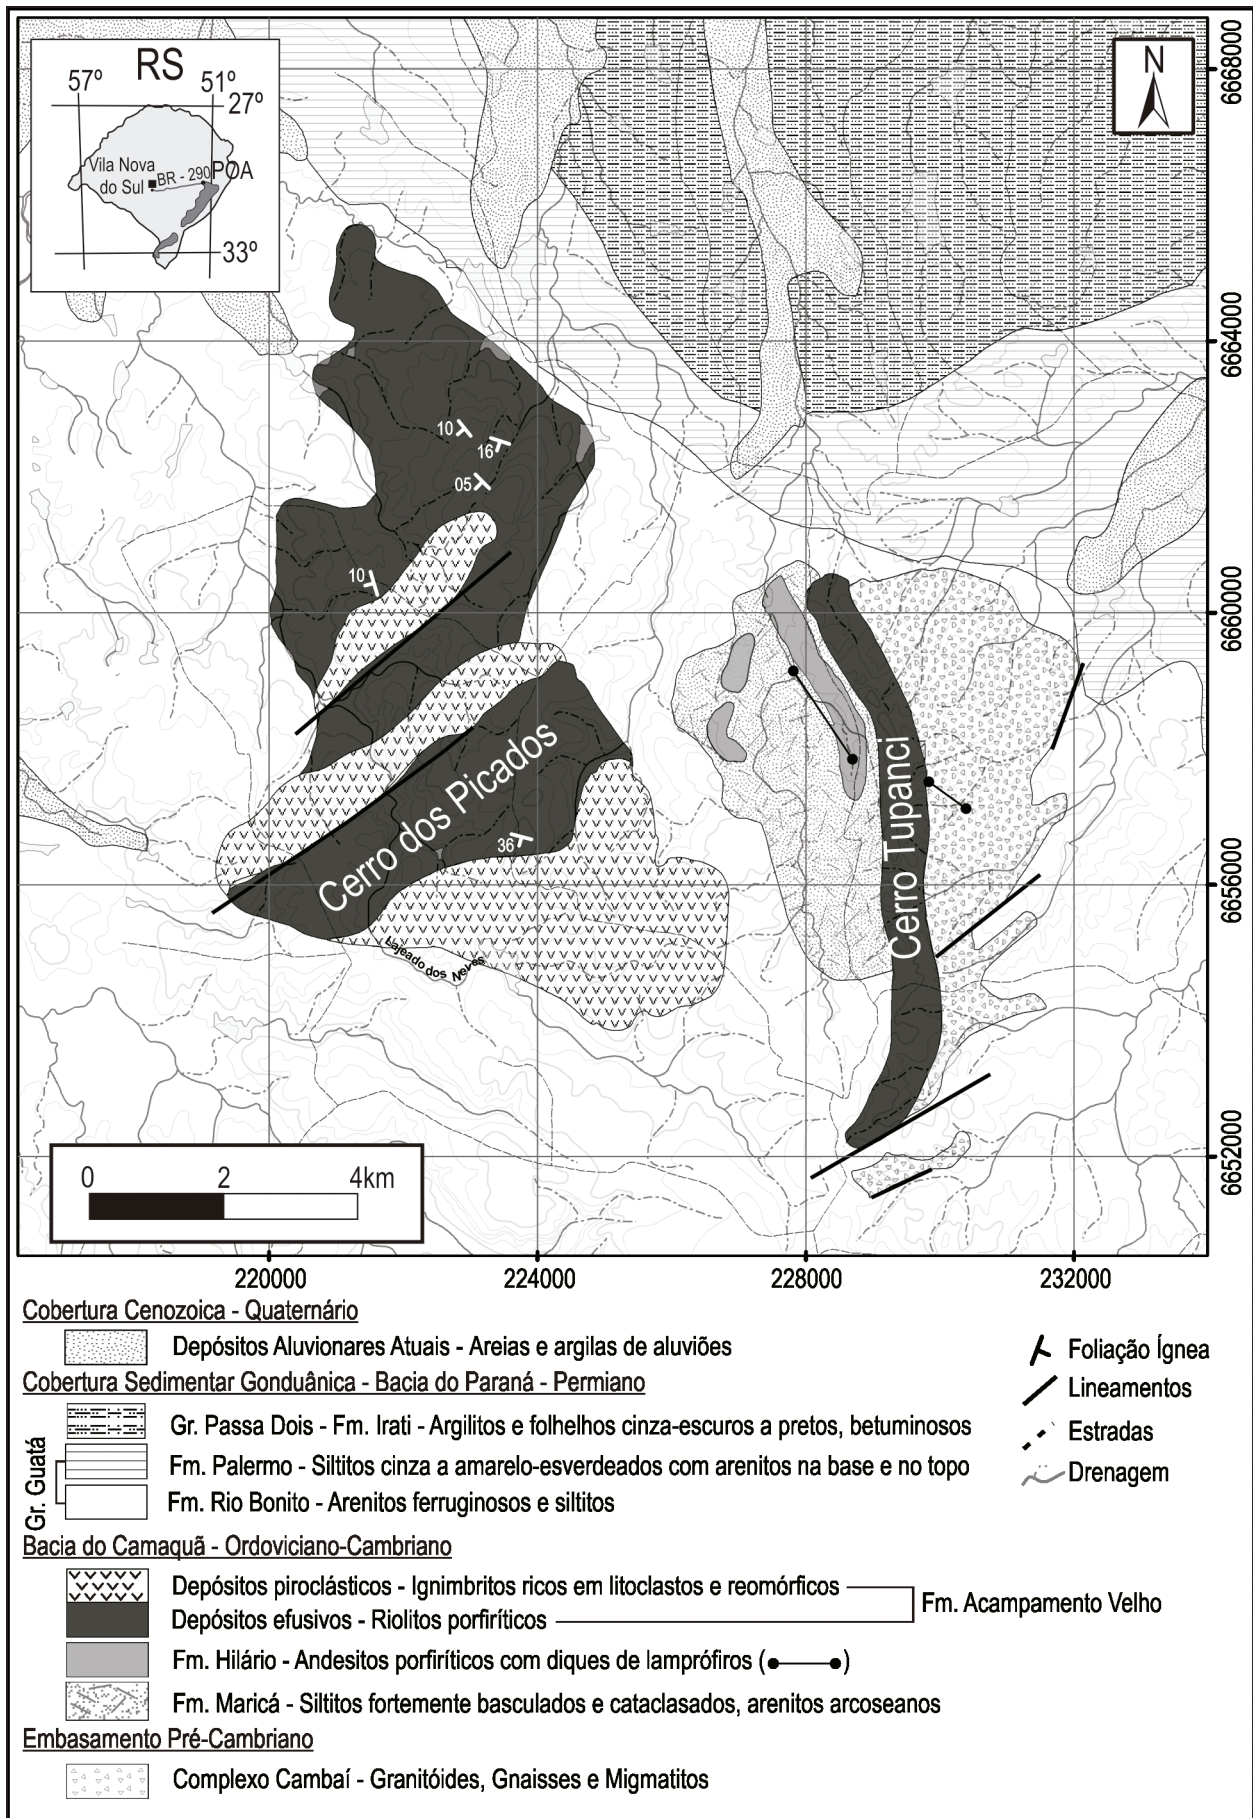 RS
57º
51º
27º
Vila Nova
do Sul
BR - 290
POA
33º
N
6668000
6664000
6660000
6656000
6652000
10
16
05
10
36
Cerro dos Picados
Cerro Tupanci
Lajeado dos Neves
0
2
4km
220000
224000
228000
232000
Cobertura Cenozoica - Quaternário
Depósitos Aluvionares Atuais - Areias e argilas de aluviões
Cobertura Sedimentar Gonduânica - Bacia do Paraná - Permiano
Gr. Passa Dois - Fm. Irati - Argilitos e folhelhos cinza-escuros a pretos, betuminosos
Gr. Guatá
Fm. Palermo - Siltitos cinza a amarelo-esverdeados com arenitos na base e no topo
Fm. Rio Bonito - Arenitos ferruginosos e siltitos
Bacia do Camaquã - Ordoviciano-Cambriano
Depósitos piroclásticos - Ignimbritos ricos em litoclastos e reomórficos
Depósitos efusivos - Riolitos porfiríticos
Fm. Acampamento Velho
Fm. Hilário - Andesitos porfiríticos com diques de lamprófiros ( )
Fm. Maricá - Siltitos fortemente basculados e cataclasados, arenitos arcoseanos
Embasamento Pré-Cambriano
Complexo Cambaí - Granitóides, Gnaisses e Migmatitos
Foliação Ígnea
Lineamentos
Estradas
Drenagem